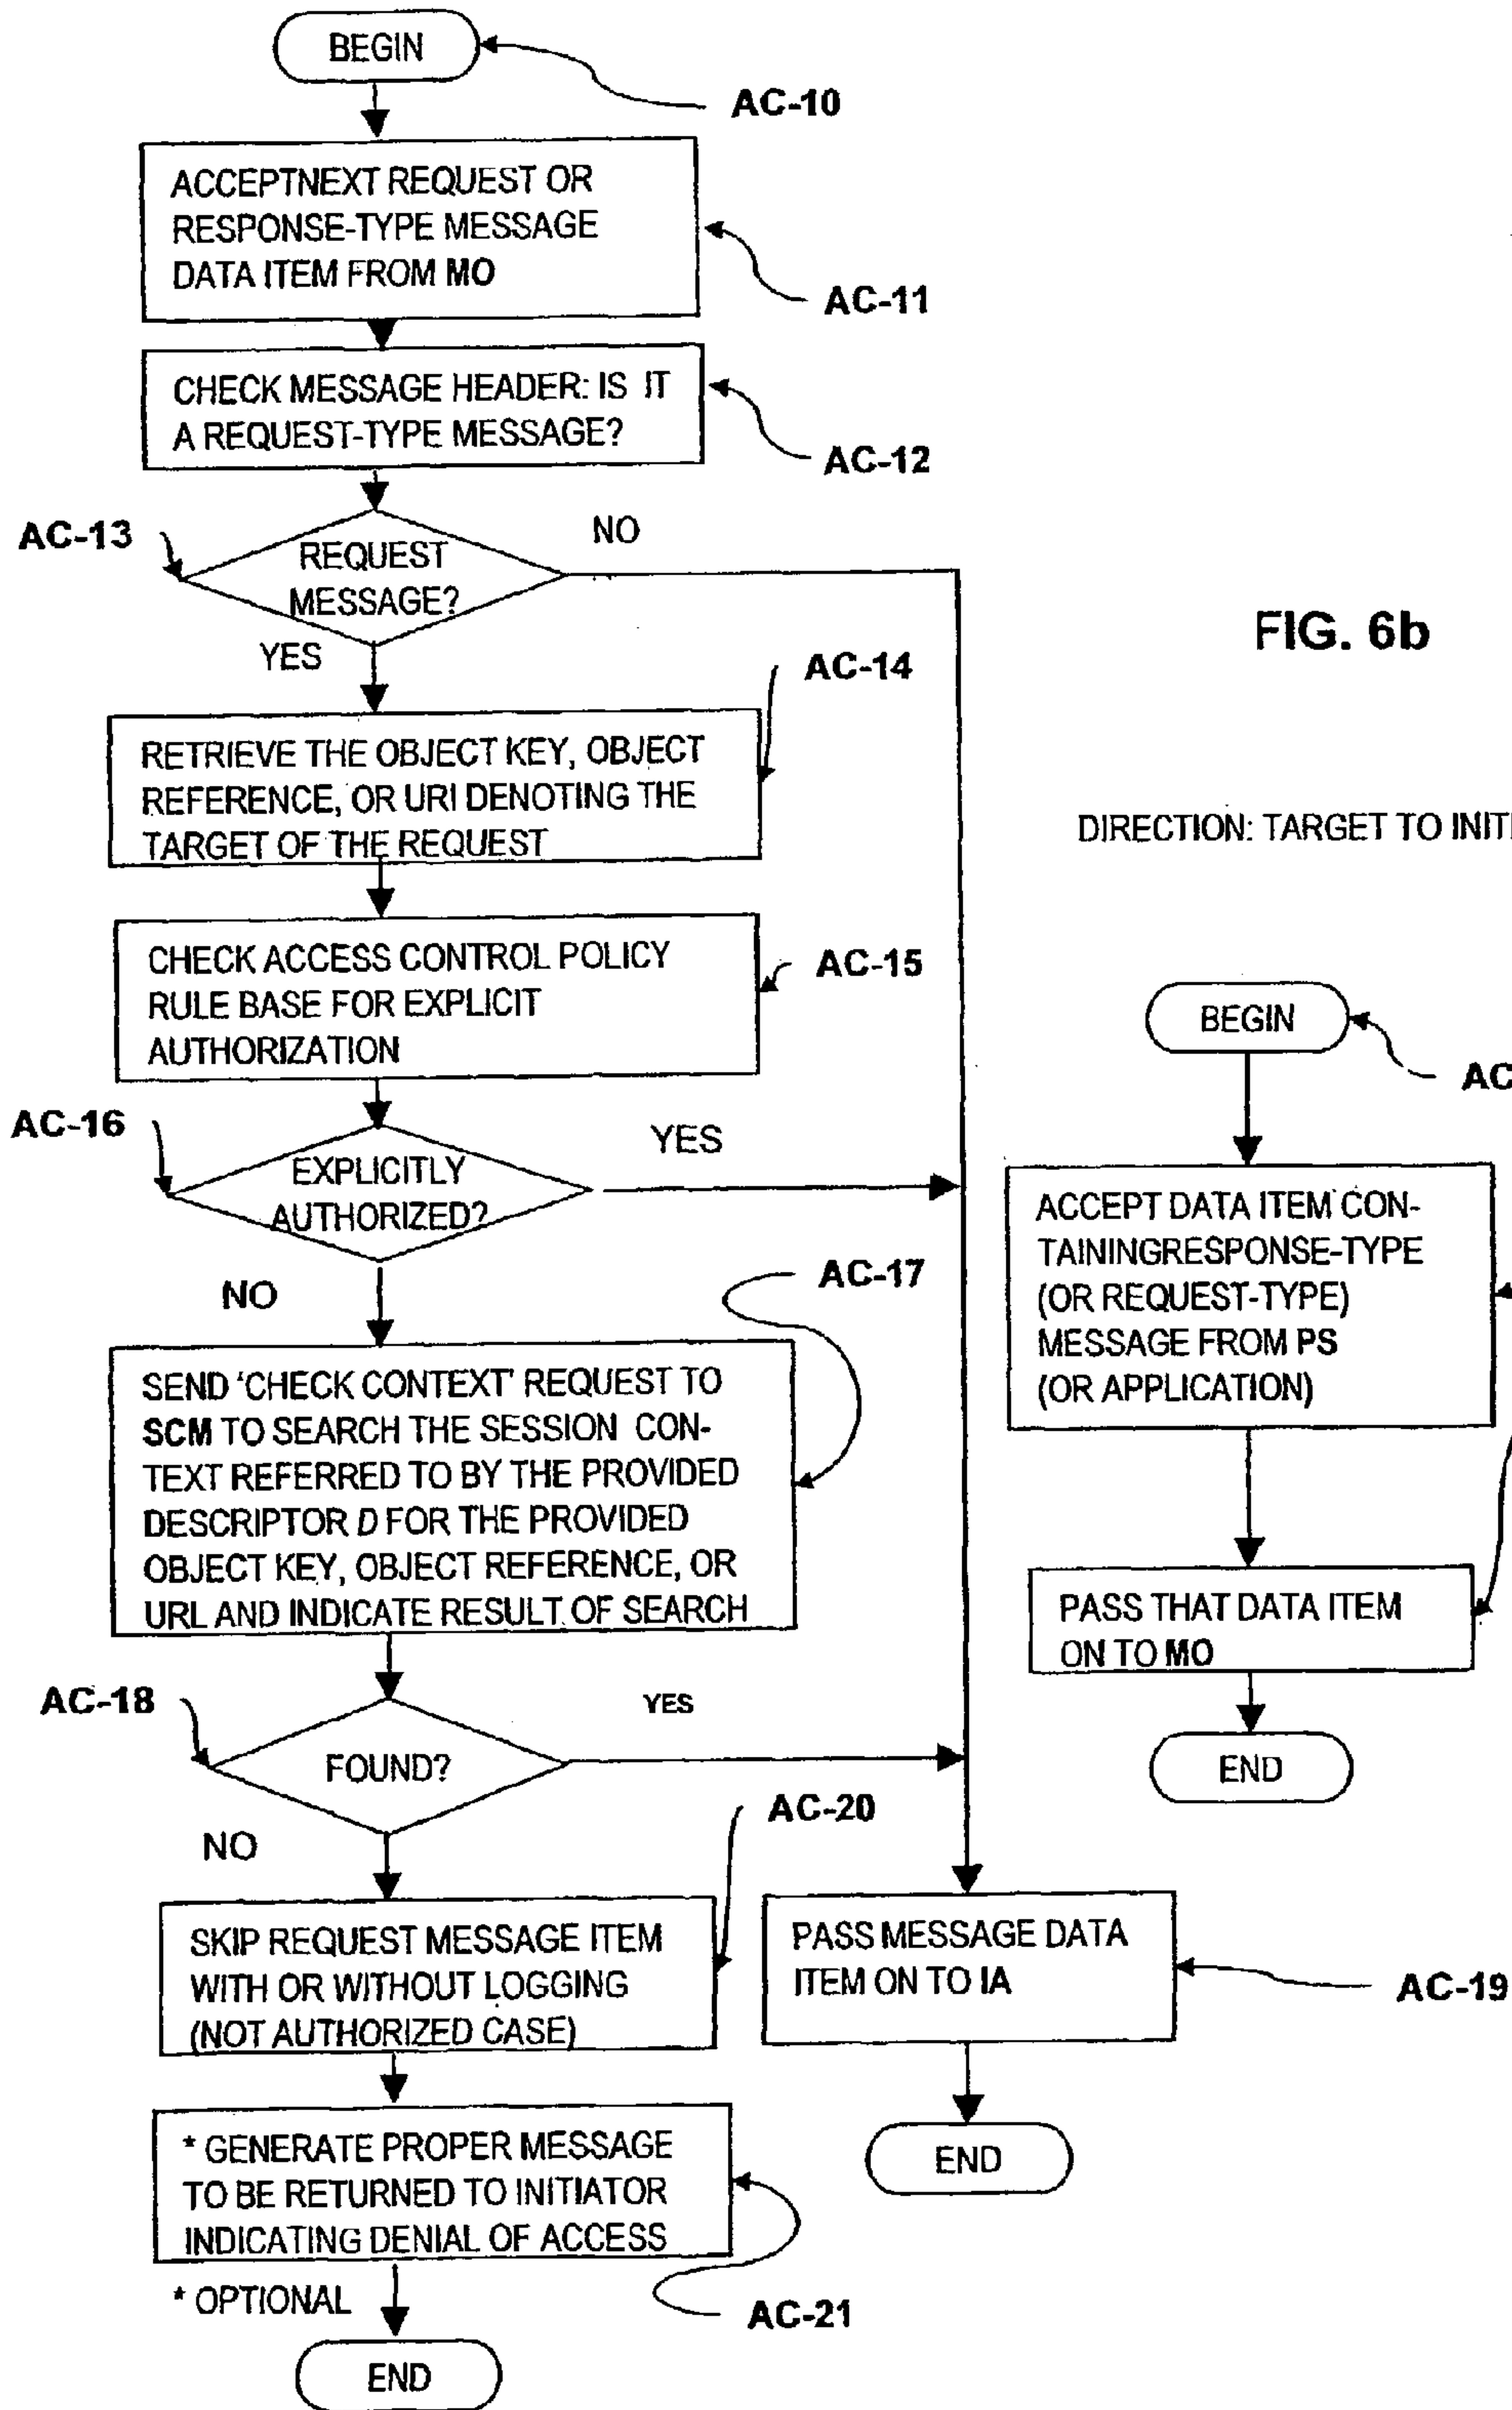 BEGIN
AC-10
ACCEPTNEXT REQUEST OR
RESPONSE-TYPE MESSAGE
DATA ITEM FROM MO
AC-11
CHECK MESSAGE HEADER: IS IT
A REQUEST-TYPE MESSAGE?
AC-12
AC-13
REQUEST
MESSAGE?
NO
YES
AC-14
RETRIEVE THE OBJECT KEY, OBJECT
REFERENCE, OR URI DENOTING THE
TARGET OF THE REQUEST
CHECK ACCESS CONTROL POLICY
RULE BASE FOR EXPLICIT
AUTHORIZATION
AC-15
AC-16
EXPLICITLY
AUTHORIZED?
YES
NO
AC-17
SEND 'CHECK CONTEXT' REQUEST TO
SCM TO SEARCH THE SESSION CON-
TEXT REFERRED TO BY THE PROVIDED
DESCRIPTOR D FOR THE PROVIDED
OBJECT KEY, OBJECT REFERENCE, OR
URL AND INDICATE RESULT OF SEARCH
AC-18
FOUND?
YES
NO
AC-20
SKIP REQUEST MESSAGE ITEM
WITH OR WITHOUT LOGGING
(NOT AUTHORIZED CASE)
* GENERATE PROPER MESSAGE
TO BE RETURNED TO INITIATOR
INDICATING DENIAL OF ACCESS
* OPTIONAL
AC-21
END
PASS MESSAGE DATA
ITEM ON TO IA
AC-19
END
FIG. 6b
DIRECTION: TARGET TO
BEGIN
AC
ACCEPT DATA ITEM CON-
TAININGRESPONSE-TYPE
(OR REQUEST-TYPE)
MESSAGE FROM PS
(OR APPLICATION)
PASS THAT DATA ITEM
ON TO MO
END